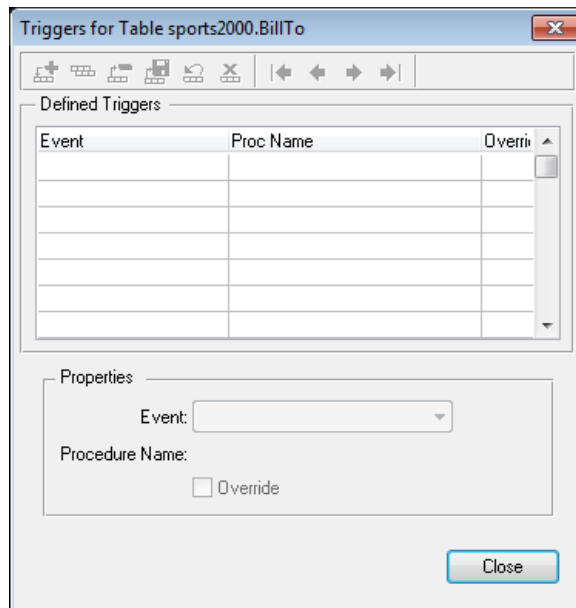 Triggers for Table sports2000.BillTo
Defined Triggers
Event Proc Name Overri
Properties
Event:
Procedure Name:
Override
Close